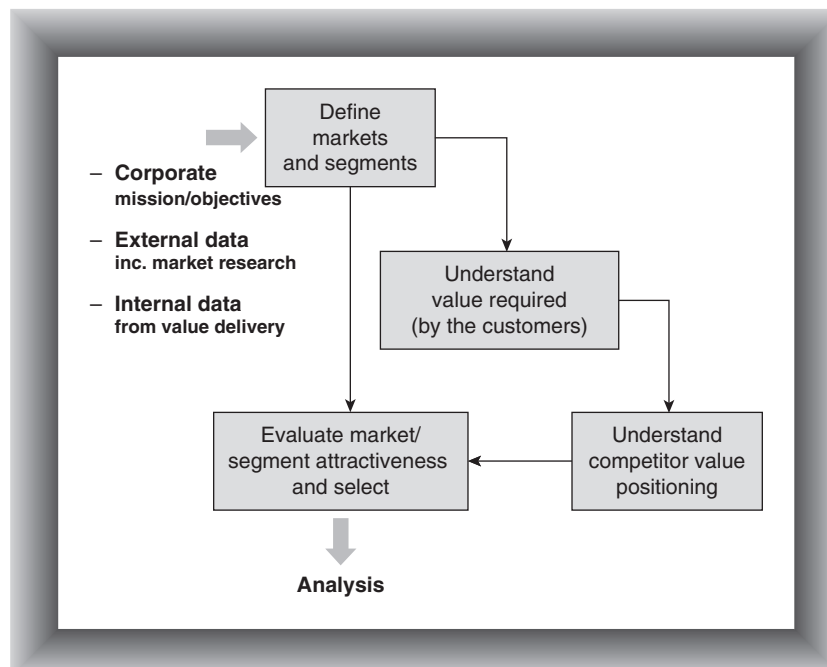 Define
markets
and segments
– Corporate
mission/objectives
– External data
inc. market research
– Internal data
from value delivery
Understand
value required
(by the customers)
Evaluate market/
segment attractiveness
and select
Understand
competitor value
positioning
Analysis